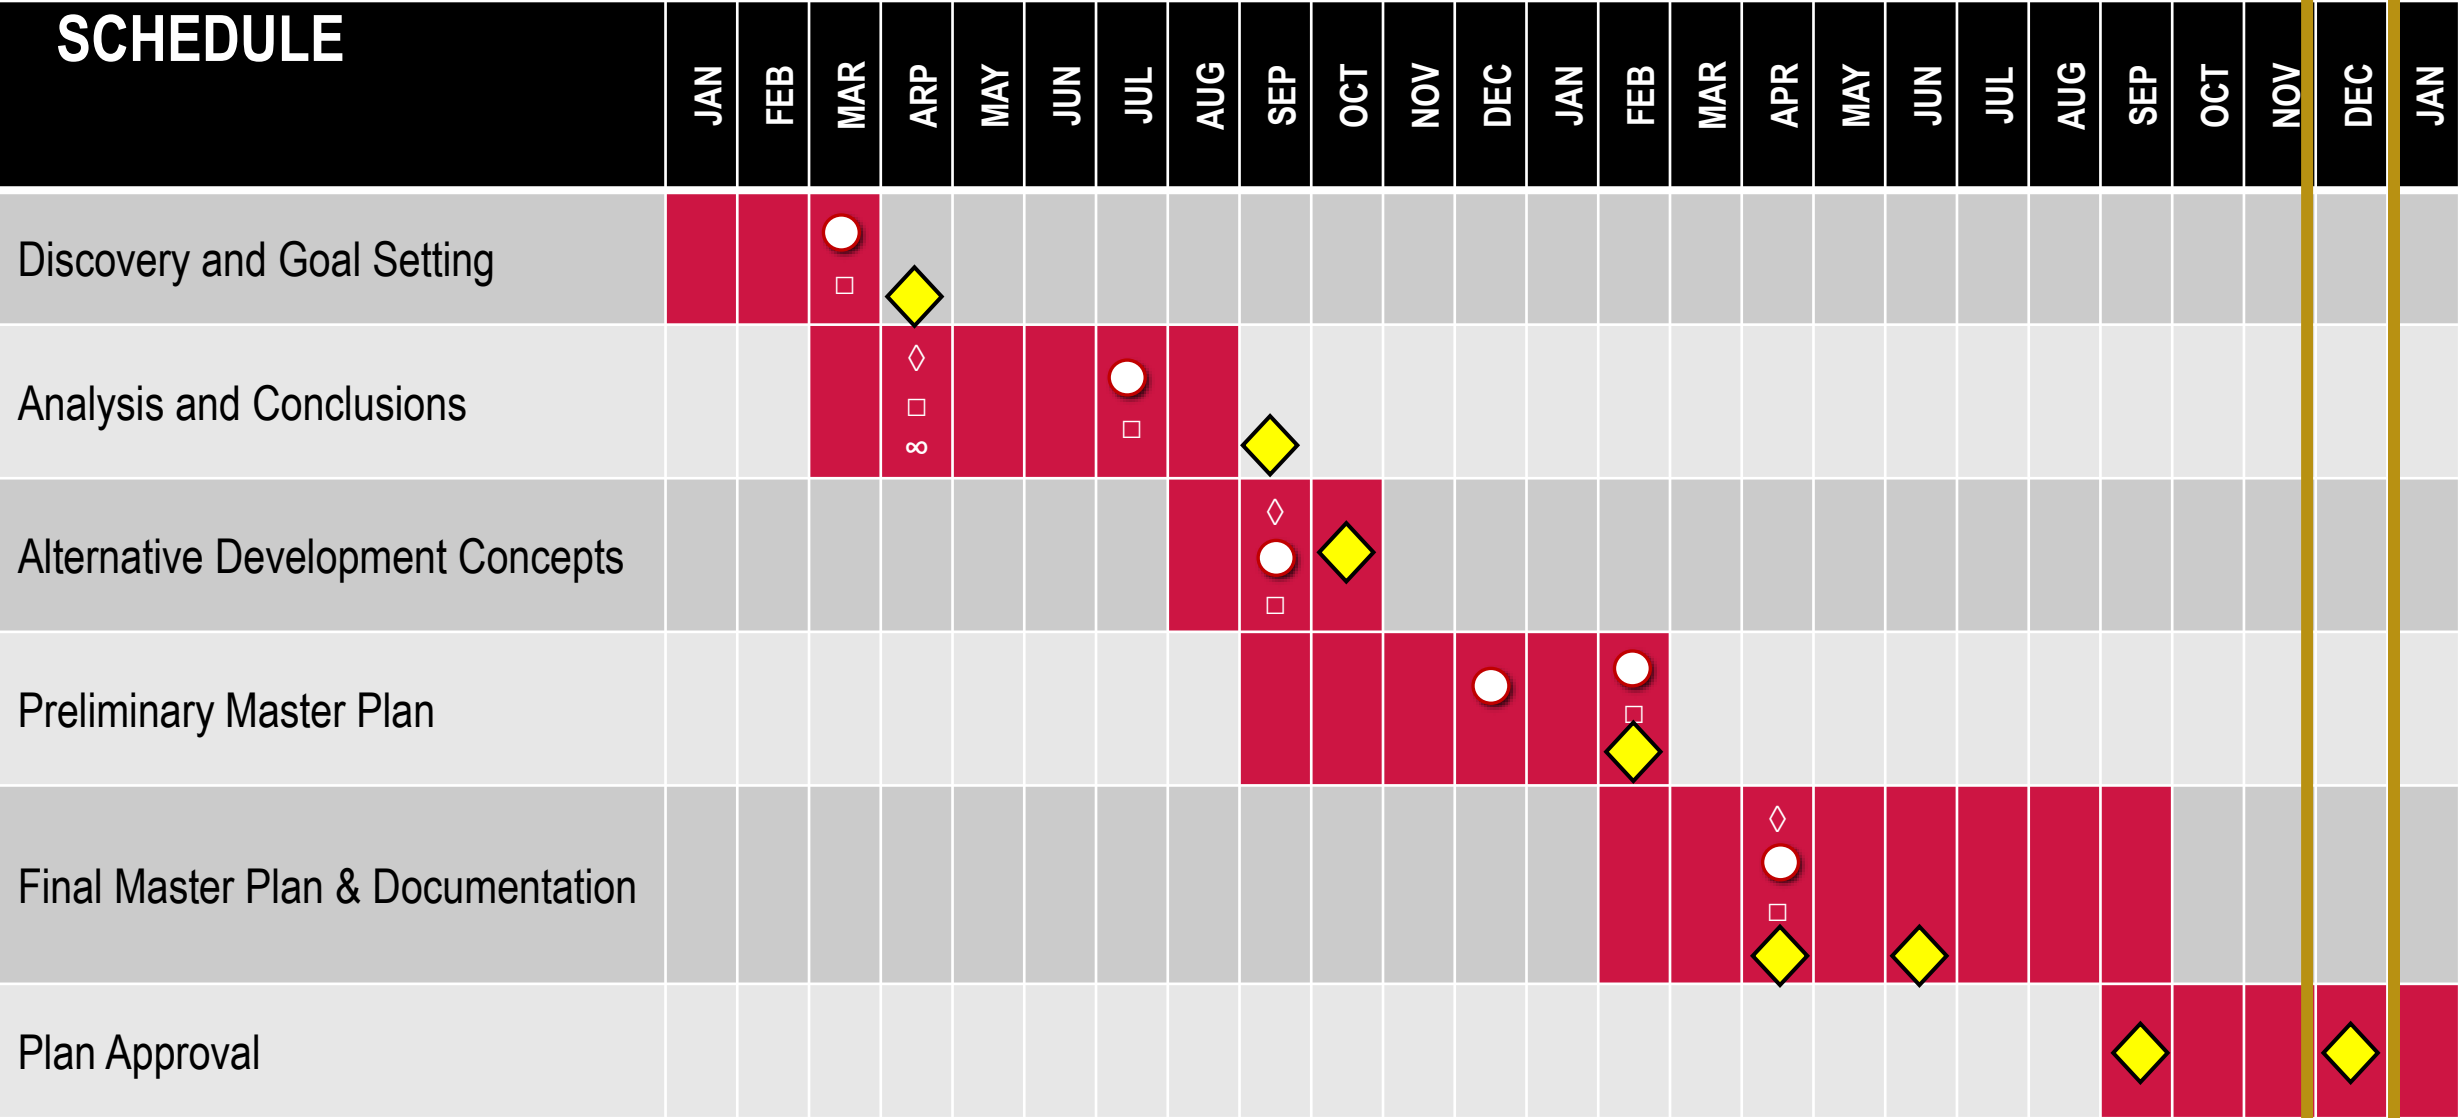 SCHEDULE
JAN FEB MAR ARP MAY JUN JUL AUG SEP OCT NOV DEC JAN FEB MAR APR MAY JUN JUL AUG SEP OCT NOV DEC JAN
Discovery and Goal Setting
□
Analysis and Conclusions
◊
□ □
∞
Alternative Development Concepts
◊
□
Preliminary Master Plan
□
Final Master Plan & Documentation
◊
□
Plan Approval